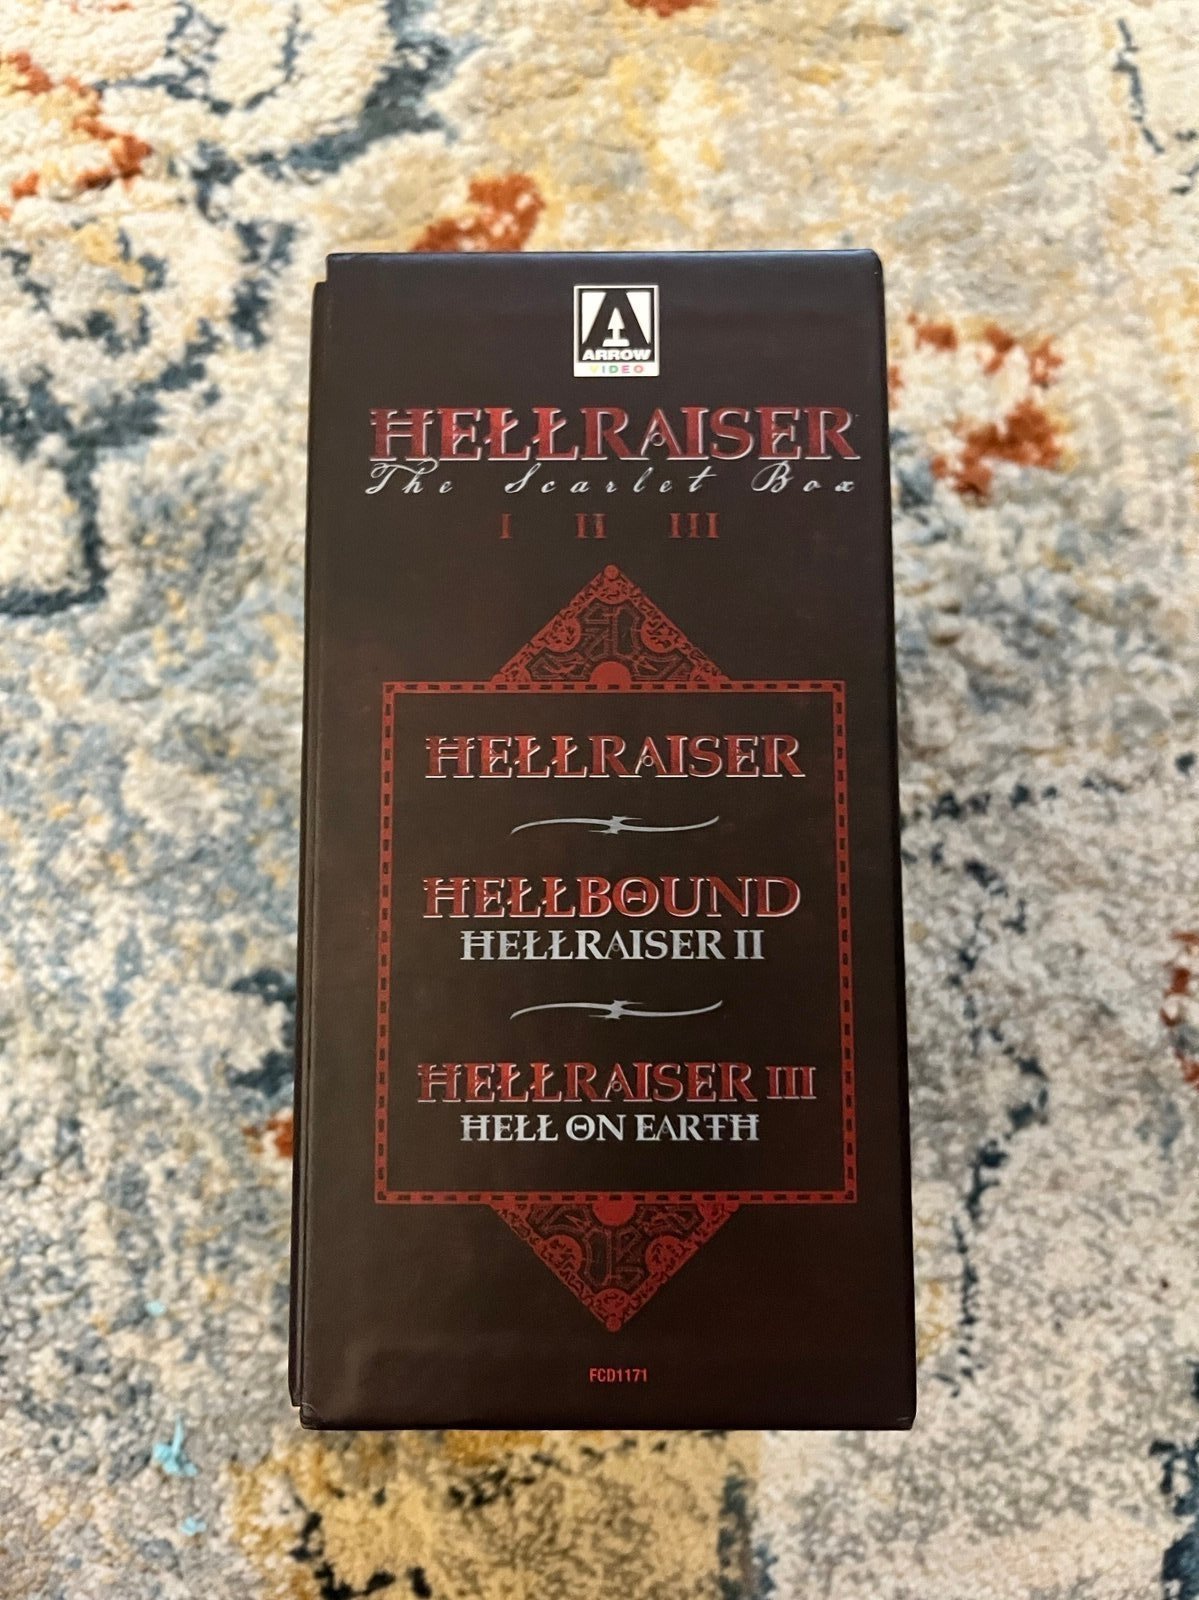 ARROW
VIDEO
HELLRAISER
The Scarlet Box
I II III
HELLRAISER
HELLBOUND
HELLRAISER II
HELLRAISER III
HELL ON EARTH
FCD1171